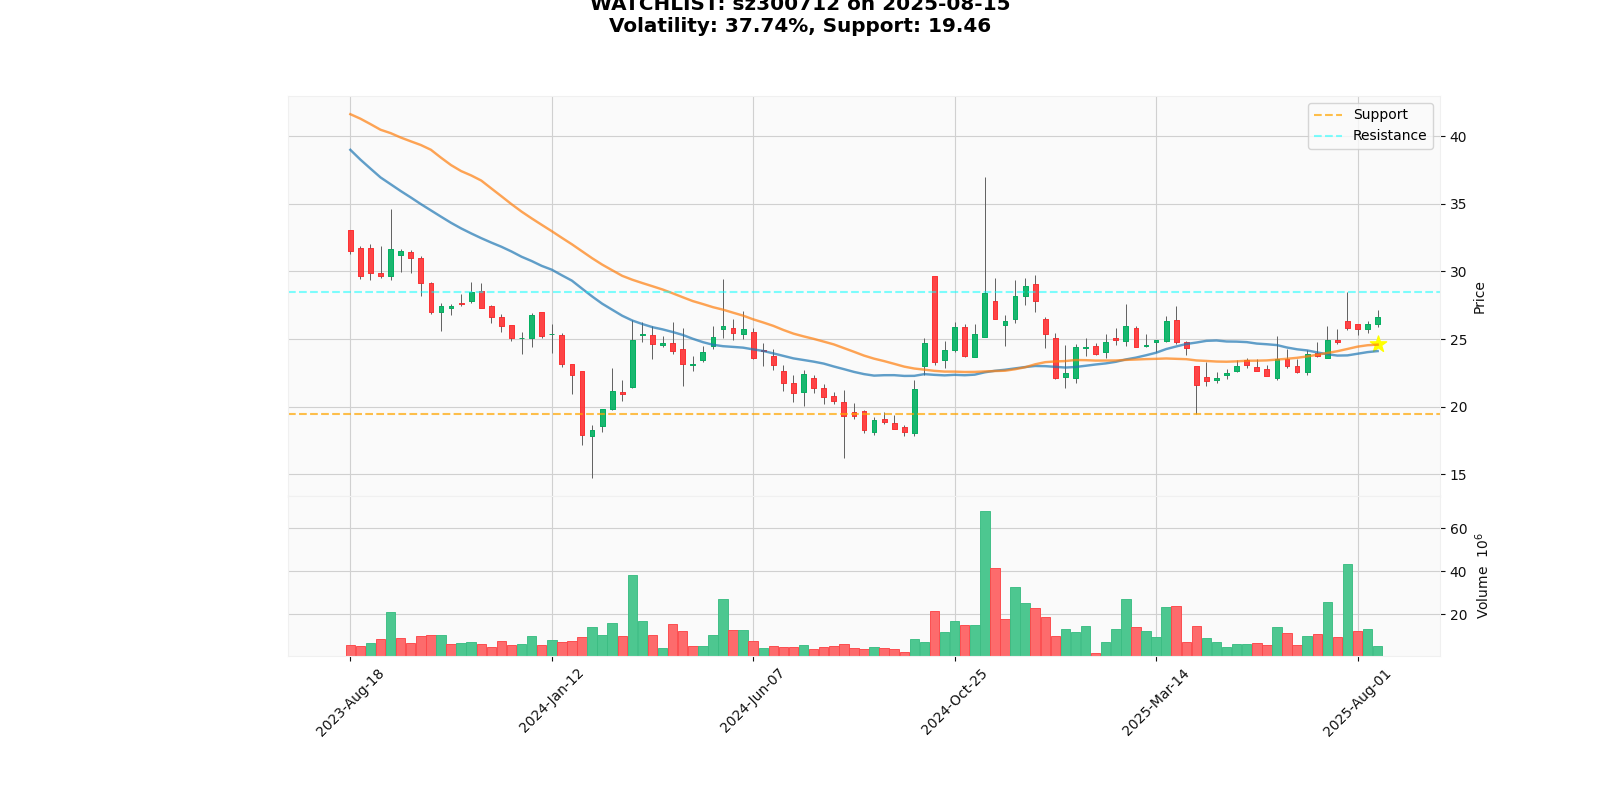 WATCHLIST: sz300712 on 2025-08-15
Volatility: 37.74%, Support: 19.46
Support
Resistance
40
35
30
25
20
15
Price
60
40
20
Volume 10⁶
2023-Aug-18
2024-Jan-12
2024-Jun-07
2024-Oct-25
2025-Mar-14
2025-Aug-01